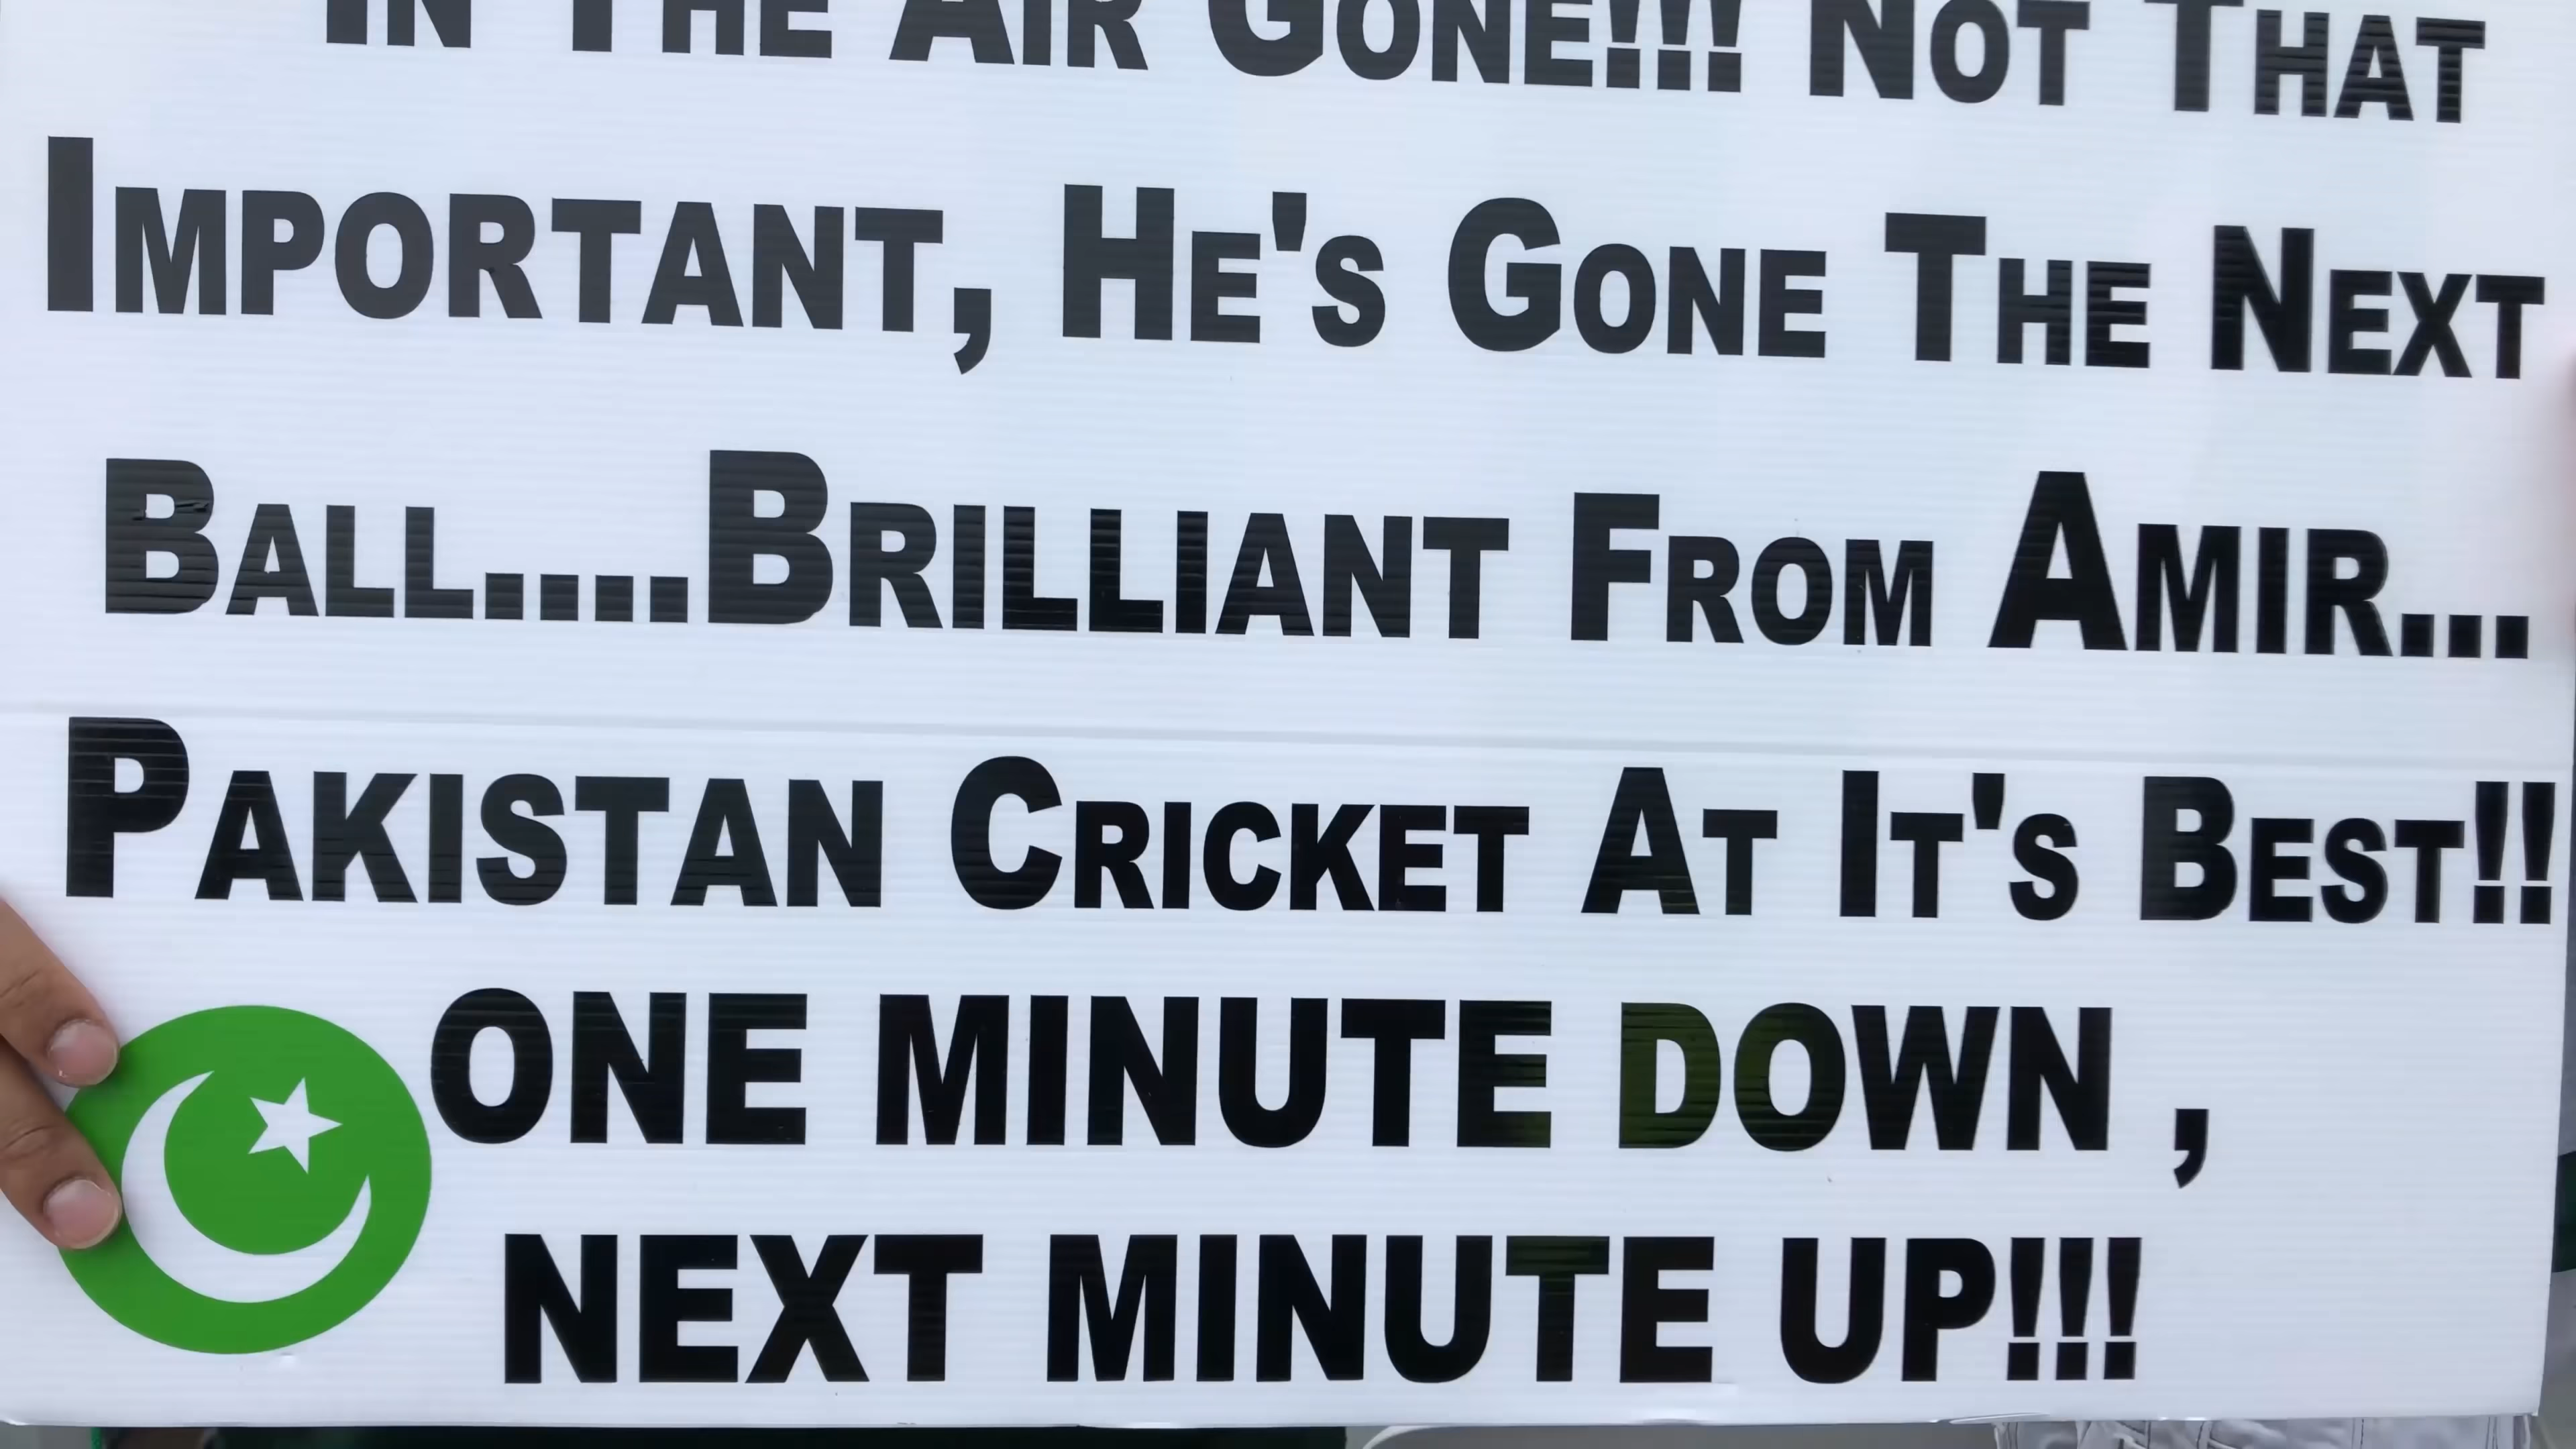 In The Air Gone!!! Not That
Important, He's Gone The Next
Ball....Brilliant From Amir...
Pakistan Cricket At It's Best!!
ONE MINUTE DOWN ,
NEXT MINUTE UP!!!